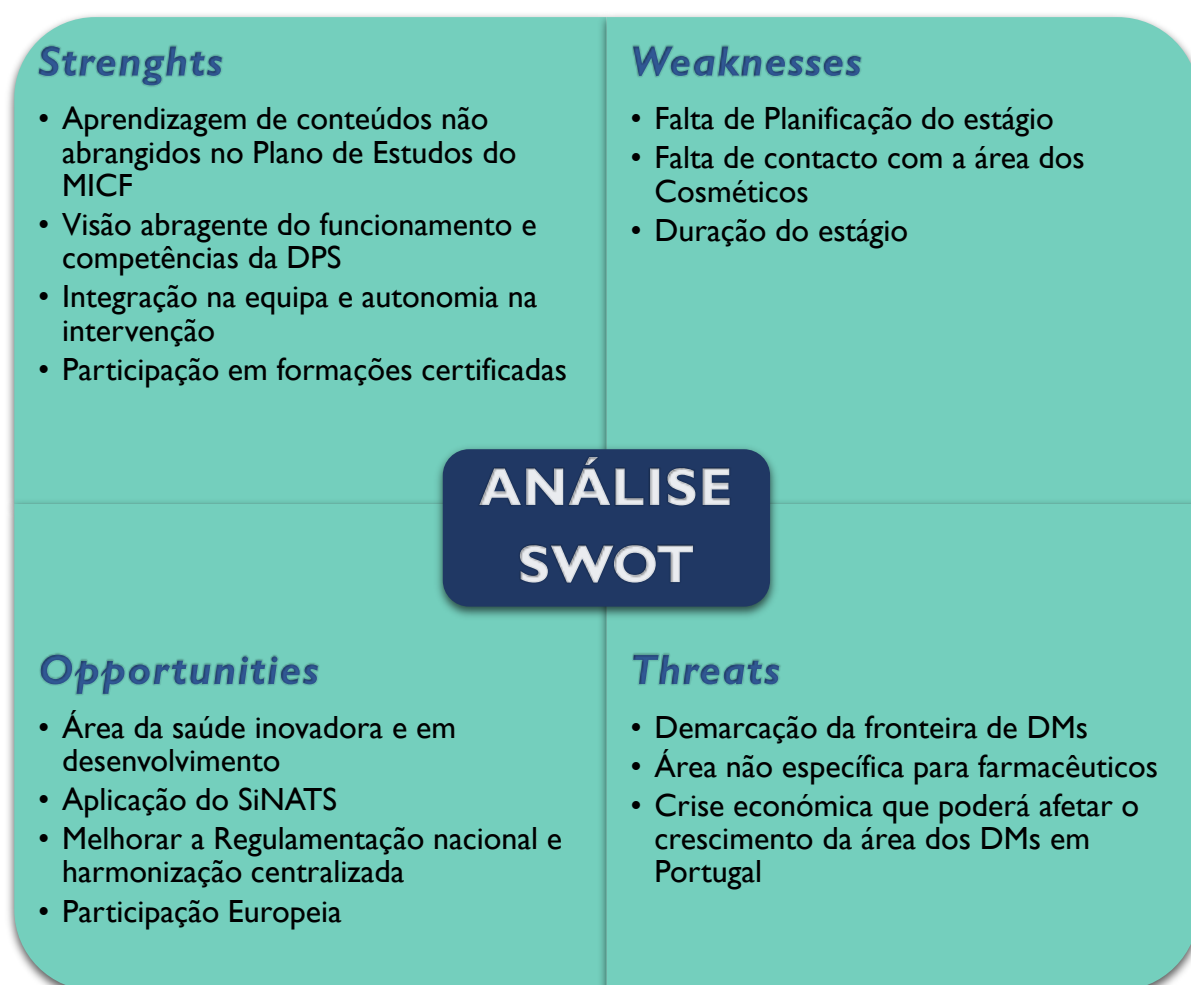 Strenghts
• Aprendizagem de conteúdos não
abrangidos no Plano de Estudos do
MICF
• Visão abragente do funcionamento e
competências da DPS
• Integração na equipa e autonomia na
intervenção
• Participação em formações certificadas
Weaknesses
• Falta de Planificação do estágio
• Falta de contacto com a área dos
Cosméticos
• Duração do estágio
ANÁLISE
SWOT
Opportunities
• Área da saúde inovadora e em
desenvolvimento
• Aplicação do SiNATS
• Melhorar a Regulamentação nacional e
harmonização centralizada
• Participação Europeia
Threats
• Demarcação da fronteira de DMs
• Área não específica para farmacêuticos
• Crise económica que poderá afetar o
crescimento da área dos DMs em
Portugal